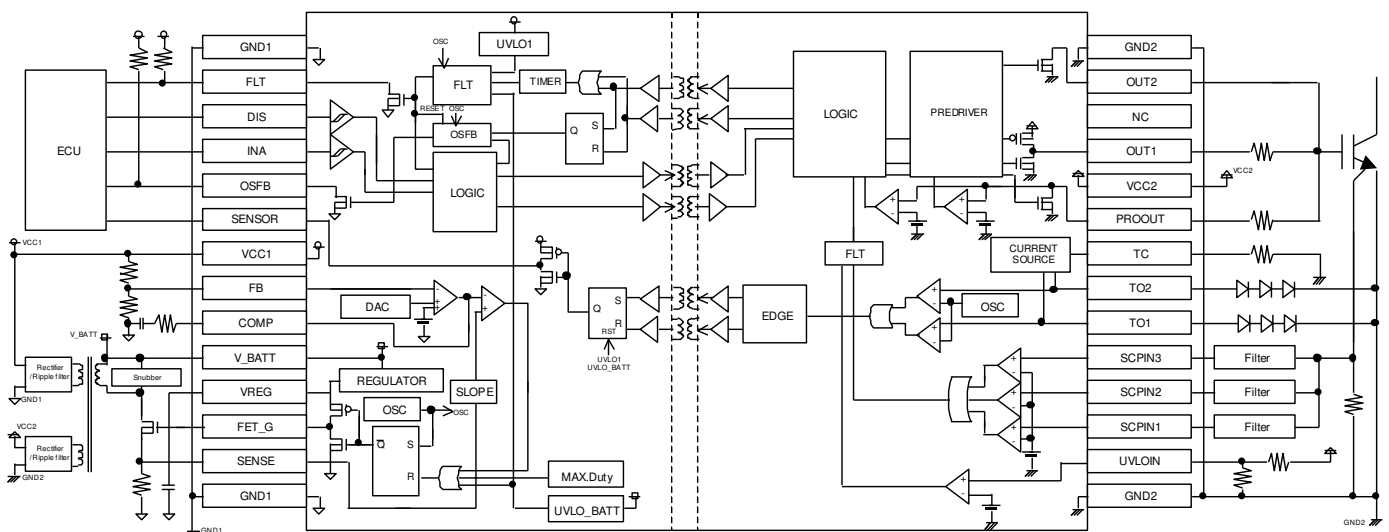 ECU
VCC1
V_BATT
Rectifier
/Ripple filter
GND1
Snubber
VCC2
Rectifier
/Ripple filter
GND2
GND1
GND1
FLT
DIS
INA
OSFB
SENSOR
VCC1
FB
COMP
V_BATT
VREG
FET_G
SENSE
GND1
OSC
UVLO1
FLT
TIMER
RESET OSC
OSFB
Q S
R
LOGIC
DAC
SLOPE
REGULATOR
OSC
OSC
Q S
R
MAX.Duty
UVLO_BATT
Q S
R
RST
UVLO1
UVLO_BATT
EDGE
LOGIC
PREDRIVER
FLT
CURRENT
SOURCE
OSC
GND2
OUT2
NC
OUT1
VCC2
PROOUT
TC
TO2
TO1
SCPIN3
SCPIN2
SCPIN1
UVLOIN
GND2
VCC2
Filter
Filter
Filter
GND2